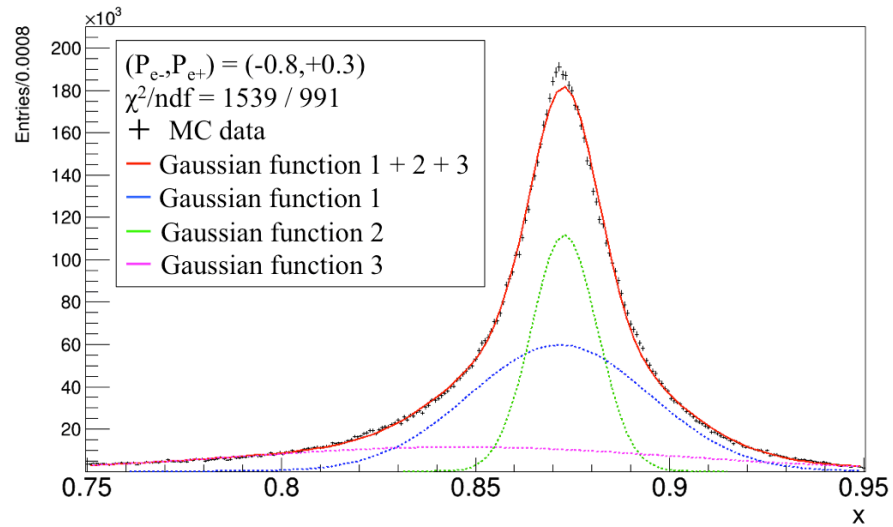 ×10³
Entries/0.0008
200
180
160
140
120
100
80
60
40
20
(Pe-,Pe+) = (-0.8,+0.3)
χ²/ndf = 1539 / 991
MC data
Gaussian function 1 + 2 + 3
Gaussian function 1
Gaussian function 2
Gaussian function 3
0.75 0.8 0.85 0.9 0.95
x